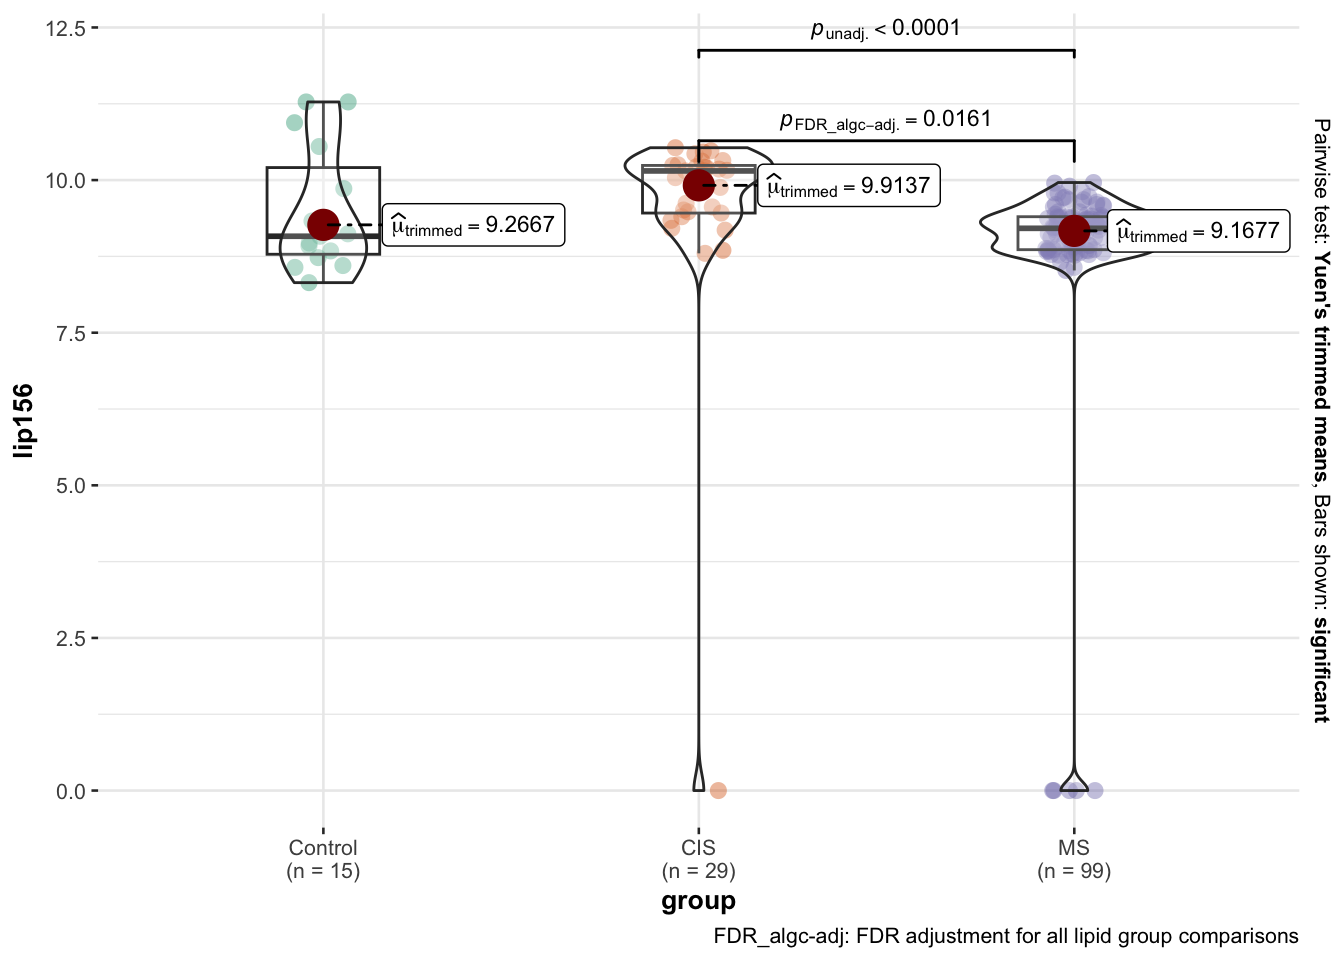 12.5
10.0
7.5
5.0
2.5
0.0
lip156
p unadj. < 0.0001
p FDR_algc−adj. = 0.0161
μ̂ trimmed = 9.2667
μ̂ trimmed = 9.9137
μ̂ trimmed = 9.1677
Pairwise test: Yuen's trimmed means, Bars shown: significant
Control
(n = 15)
CIS
(n = 29)
MS
(n = 99)
group
FDR_algc-adj: FDR adjustment for all lipid group comparisons